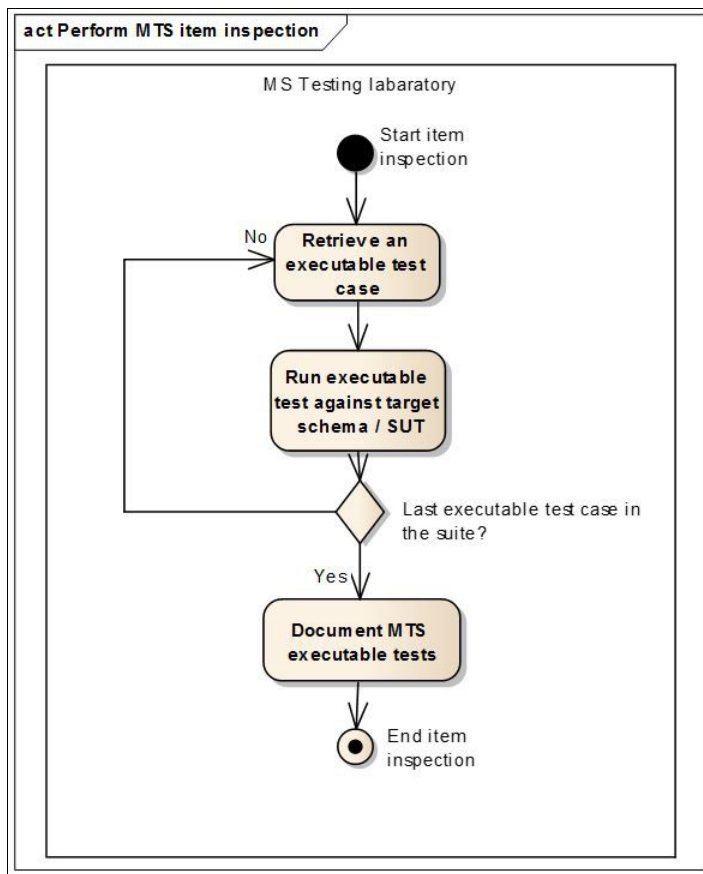 act Perform MTS item inspection
MS Testing labaratory
Start item
inspection
No
Retrieve an
executable test
case
Run executable
test against target
schema / SUT
Last executable test case in
the suite?
Yes
Document MTS
executable tests
End item
inspection